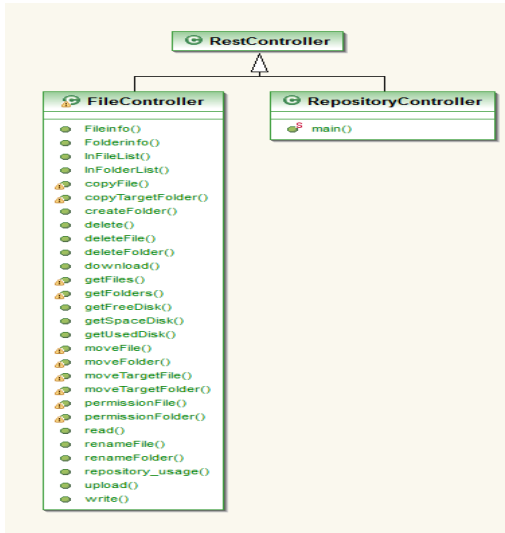 RestController
FileController
Fileinfo()
Folderinfo()
InFileList()
InFolderList()
copyFile()
copyTargetFolder()
createFolder()
delete()
deleteFile()
deleteFolder()
download()
getFiles()
getFolders()
getFreeDisk()
getSpaceDisk()
getUsedDisk()
moveFile()
moveFolder()
moveTargetFile()
moveTargetFolder()
permissionFile()
permissionFolder()
read()
renameFile()
renameFolder()
repository_usage()
upload()
write()
RepositoryController
main()